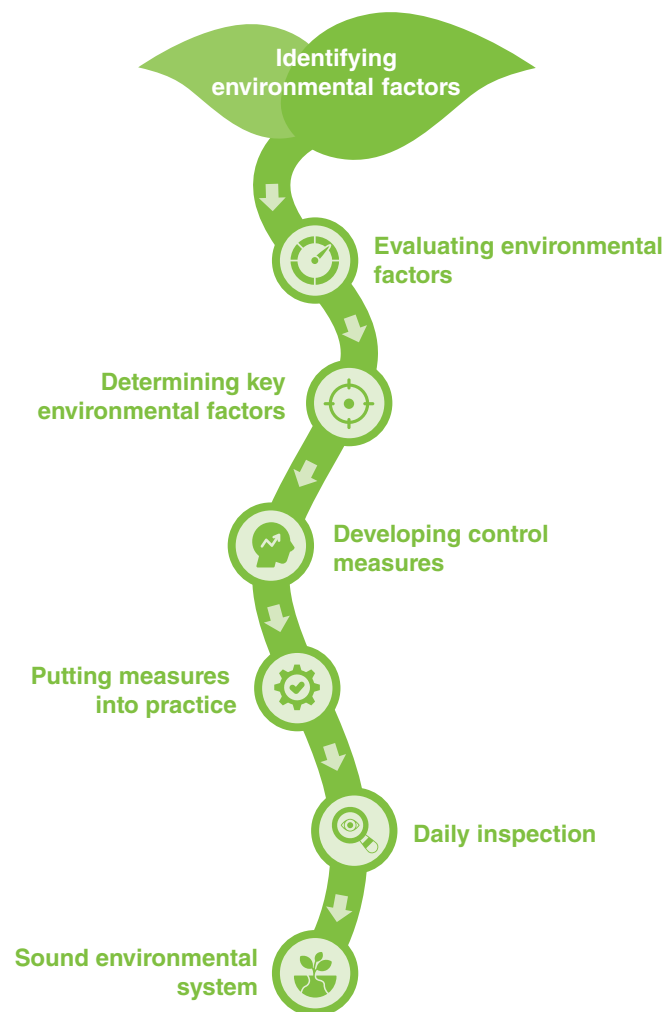 Identifying
environmental factors
Evaluating environmental
factors
Determining key
environmental factors
Developing control
measures
Putting measures
into practice
Daily inspection
Sound environmental
system